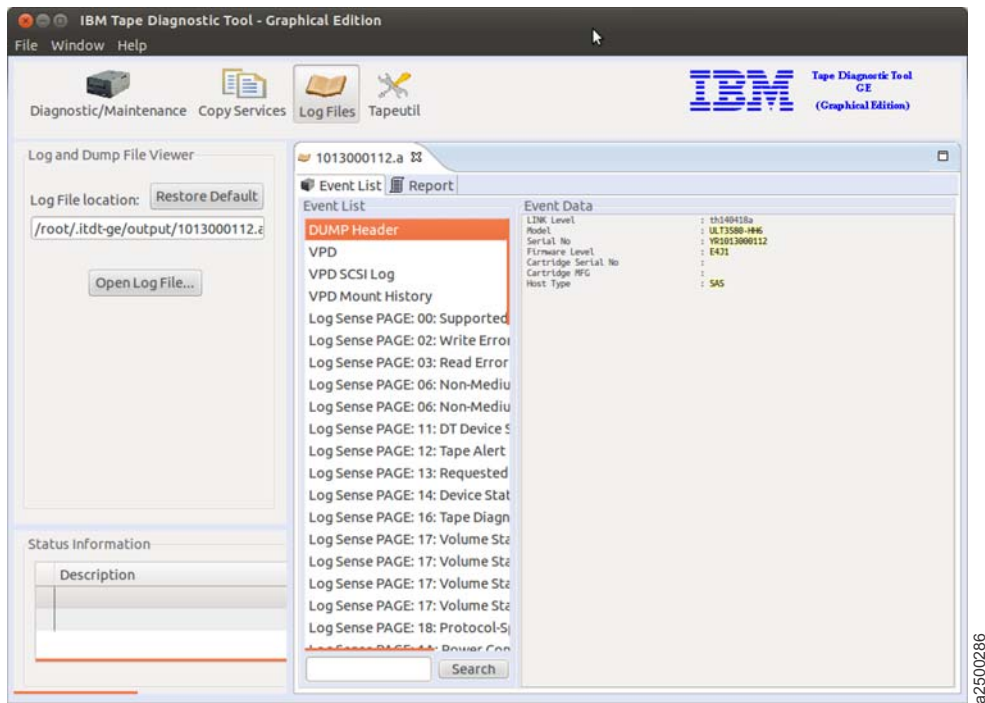 IBM Tape Diagnostic Tool - Graphical Edition
File Window Help
Diagnostic/Maintenance Copy Services Log Files Tapeutil
IBM
Tape Diagnostic Tool
GE
(Graphical Edition)
Log and Dump File Viewer
Log File location: Restore Default
/root/.itdt-ge/output/1013000112.a
Open Log File...
Status Information
Description
1013000112.a
Event List Report
Event List
DUMP Header
VPD
VPD SCSI Log
VPD Mount History
Log Sense PAGE: 00: Supported
Log Sense PAGE: 02: Write Error
Log Sense PAGE: 03: Read Error
Log Sense PAGE: 06: Non-Mediu
Log Sense PAGE: 06: Non-Mediu
Log Sense PAGE: 11: DT Device S
Log Sense PAGE: 12: Tape Alert
Log Sense PAGE: 13: Requested
Log Sense PAGE: 14: Device Stat
Log Sense PAGE: 16: Tape Diagn
Log Sense PAGE: 17: Volume Sta
Log Sense PAGE: 17: Volume Sta
Log Sense PAGE: 17: Volume Sta
Log Sense PAGE: 17: Volume Sta
Log Sense PAGE: 18: Protocol-Sp
Log Sense PAGE: 1A: Power Con
Search
Event Data
LINK Level : th140418a
Model : ULT3580-HH6
Serial No : YR1013000112
Firmware Level : E4J1
Cartridge Serial No :
Cartridge MFG :
Host Type : SAS
a2500286